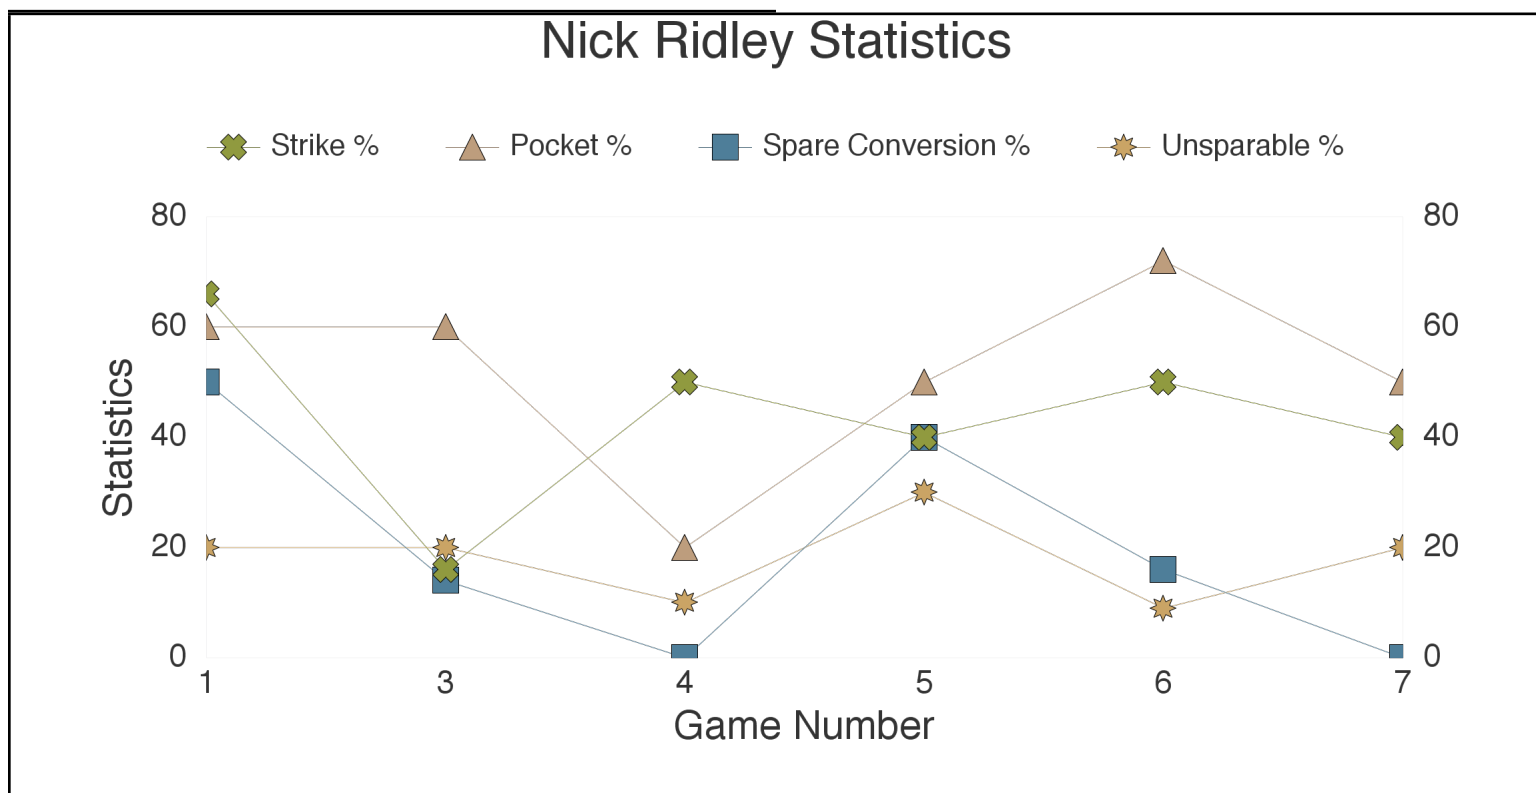 Nick Ridley Statistics
Strike % Pocket % Spare Conversion % Unsparable %
80 80
60 60
Statistics
40 40
20 20
0 0
1 3 4 5 6 7
Game Number